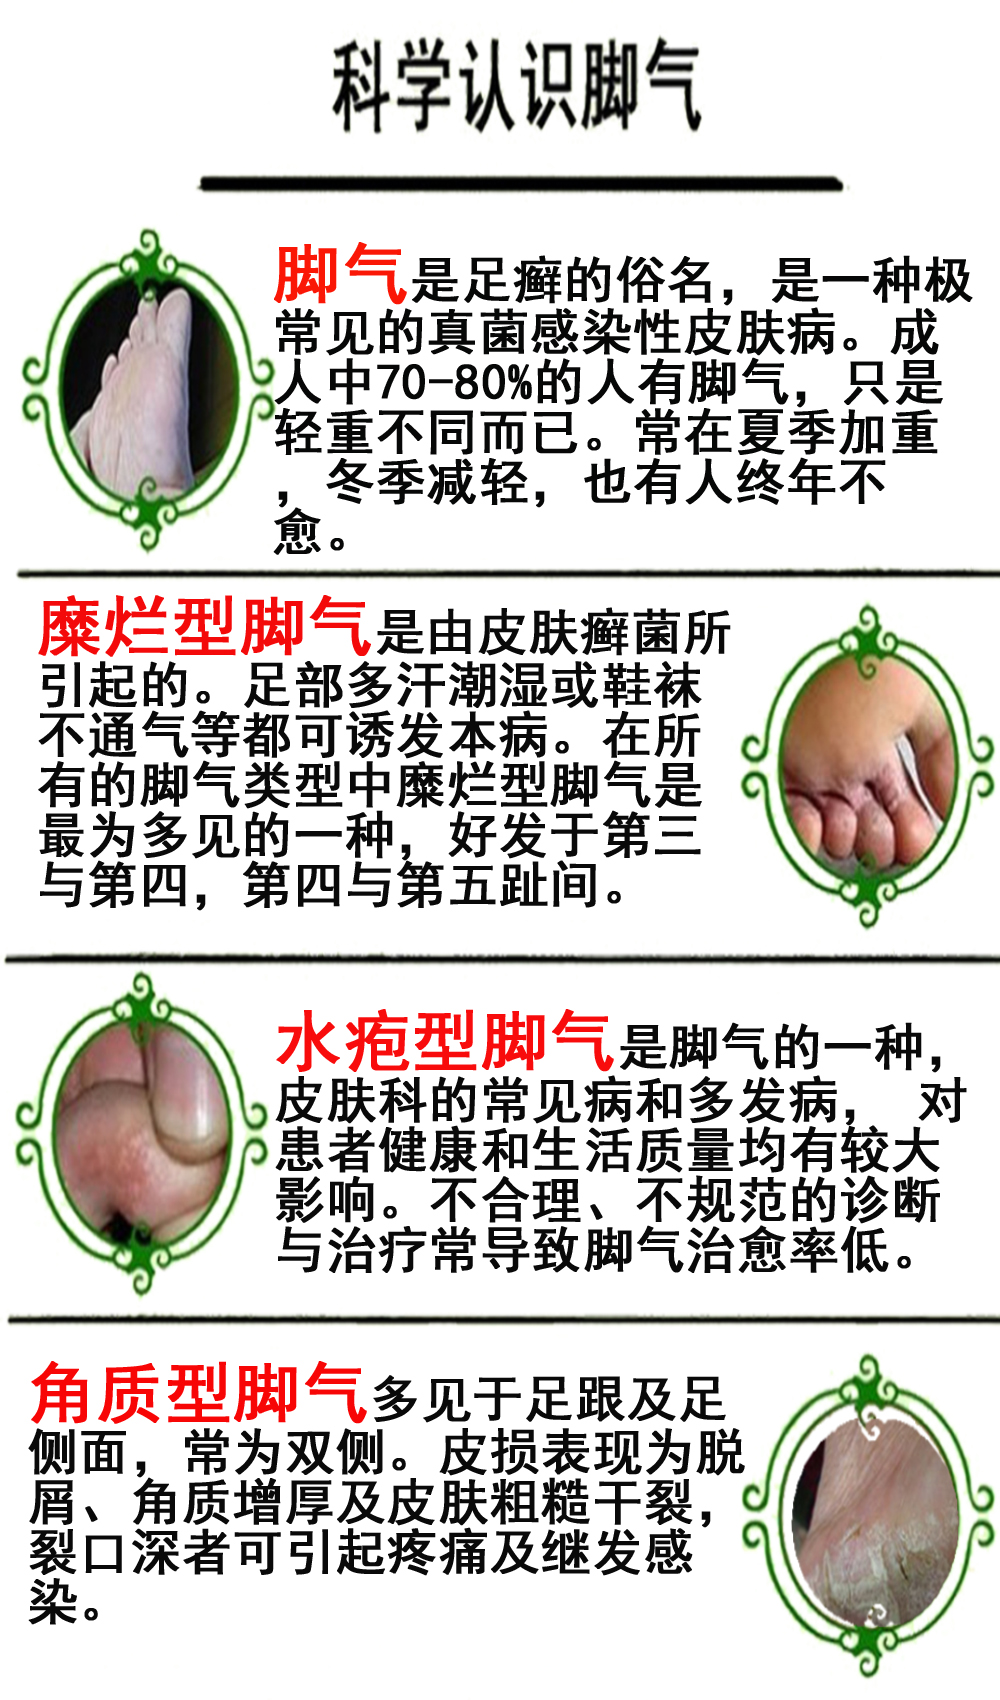 科学认识脚气
脚气是足癣的俗名，是一种极
常见的真菌感染性皮肤病。成
人中70-80%的人有脚气，只是
轻重不同而已。常在夏季加重
，冬季减轻，也有人终年不
愈。
糜烂型脚气是由皮肤癣菌所
引起的。足部多汗潮湿或鞋袜
不通气等都可诱发本病。在所
有的脚气类型中糜烂型脚气是
最为多见的一种，好发于第三
与第四，第四与第五趾间。
水疱型脚气是脚气的一种，
皮肤科的常见病和多发病， 对
患者健康和生活质量均有较大
影响。不合理、不规范的诊断
与治疗常导致脚气治愈率低。
角质型脚气多见于足跟及足
侧面，常为双侧。皮损表现为脱
屑、角质增厚及皮肤粗糙干裂，
裂口深者可引起疼痛及继发感
染。